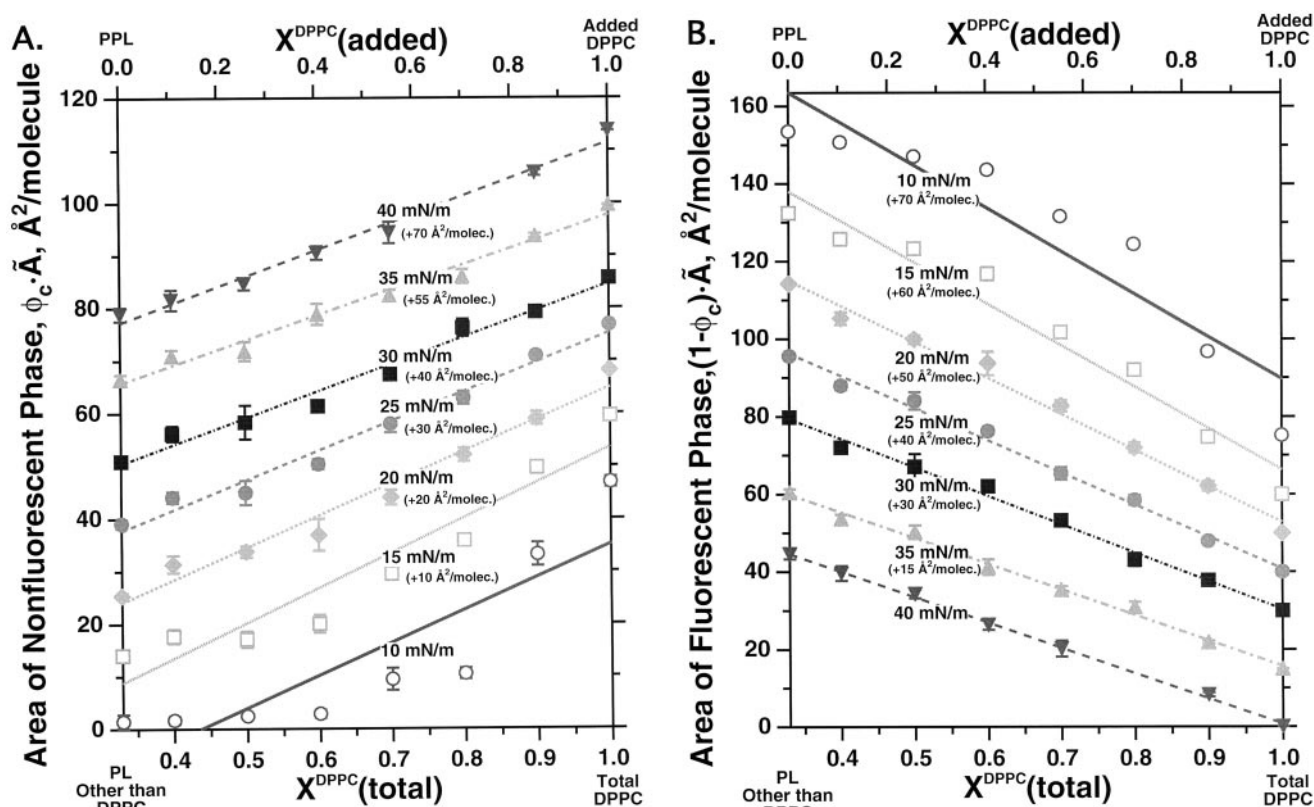 A.
PPL
X^DPPC(added)
Added
DPPC
0.0 0.2 0.4 0.6 0.8 1.0
Area of Nonfluorescent Phase, ϕc·Ã, Å²/molecule
120
100
80
60
40
20
0
40 mN/m
(+70 Å²/molec.)
35 mN/m
(+55 Å²/molec.)
30 mN/m
(+40 Å²/molec.)
25 mN/m
(+30 Å²/molec.)
20 mN/m
(+20 Å²/molec.)
15 mN/m
(+10 Å²/molec.)
10 mN/m
0.4 0.5 0.6 0.7 0.8 0.9 1.0
PL
Other than
DPPC
X^DPPC(total)
Total
DPPC
B.
PPL
X^DPPC(added)
Added
DPPC
0.0 0.2 0.4 0.6 0.8 1.0
Area of Fluorescent Phase,(1-ϕc)·Ã, Å²/molecule
160
140
120
100
80
60
40
20
0
10 mN/m
(+70 Å²/molec.)
15 mN/m
(+60 Å²/molec.)
20 mN/m
(+50 Å²/molec.)
25 mN/m
(+40 Å²/molec.)
30 mN/m
(+30 Å²/molec.)
35 mN/m
(+15 Å²/molec.)
40 mN/m
0.4 0.5 0.6 0.7 0.8 0.9 1.0
PL
Other than
X^DPPC(total)
Total
DPPC